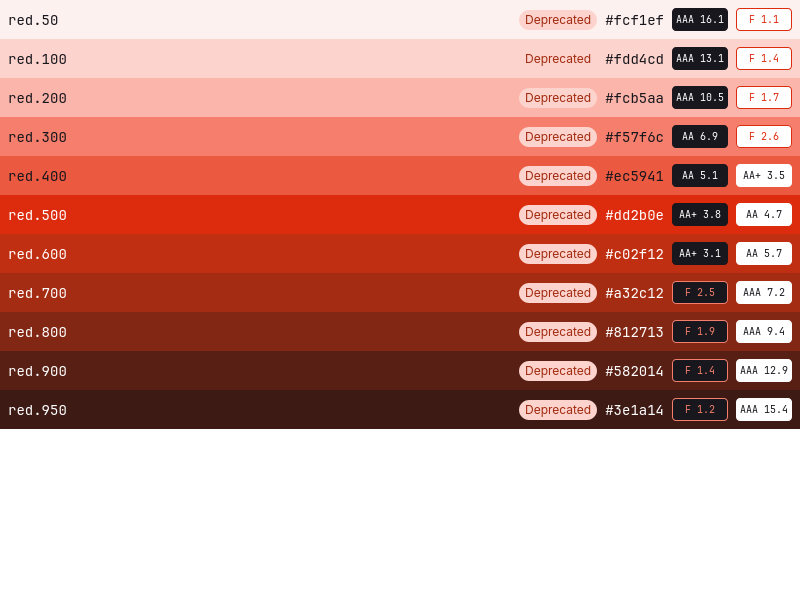 red.50 Deprecated #fcf1ef AAA 16.1 F 1.1
red.100 Deprecated #fdd4cd AAA 13.1 F 1.4
red.200 Deprecated #fcb5aa AAA 10.5 F 1.7
red.300 Deprecated #f57f6c AA 6.9 F 2.6
red.400 Deprecated #ec5941 AA 5.1 AA+ 3.5
red.500 Deprecated #dd2b0e AA+ 3.8 AA 4.7
red.600 Deprecated #c02f12 AA+ 3.1 AA 5.7
red.700 Deprecated #a32c12 F 2.5 AAA 7.2
red.800 Deprecated #812713 F 1.9 AAA 9.4
red.900 Deprecated #582014 F 1.4 AAA 12.9
red.950 Deprecated #3e1a14 F 1.2 AAA 15.4